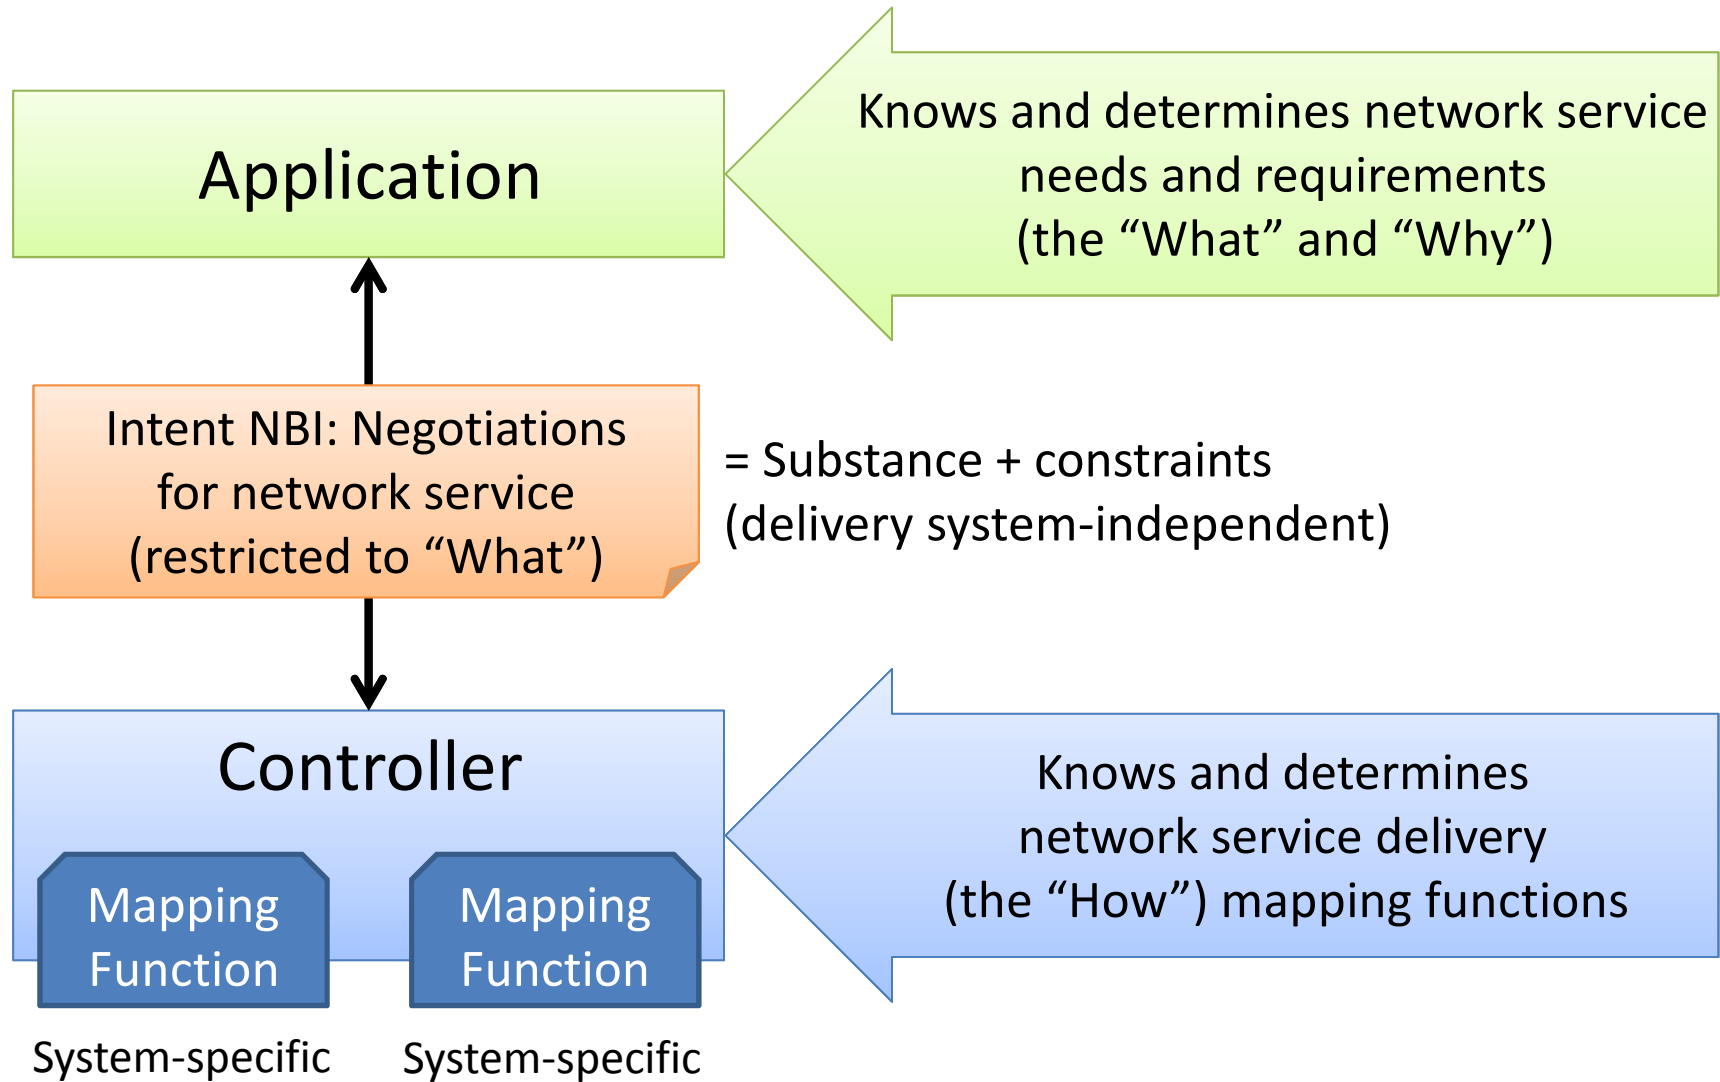 Application
Knows and determines network service
needs and requirements
(the “What” and “Why”)
Intent NBI: Negotiations
for network service
(restricted to “What”)
= Substance + constraints
(delivery system-independent)
Controller
Mapping
Function
Mapping
Function
System-specific
System-specific
Knows and determines
network service delivery
(the “How”) mapping functions